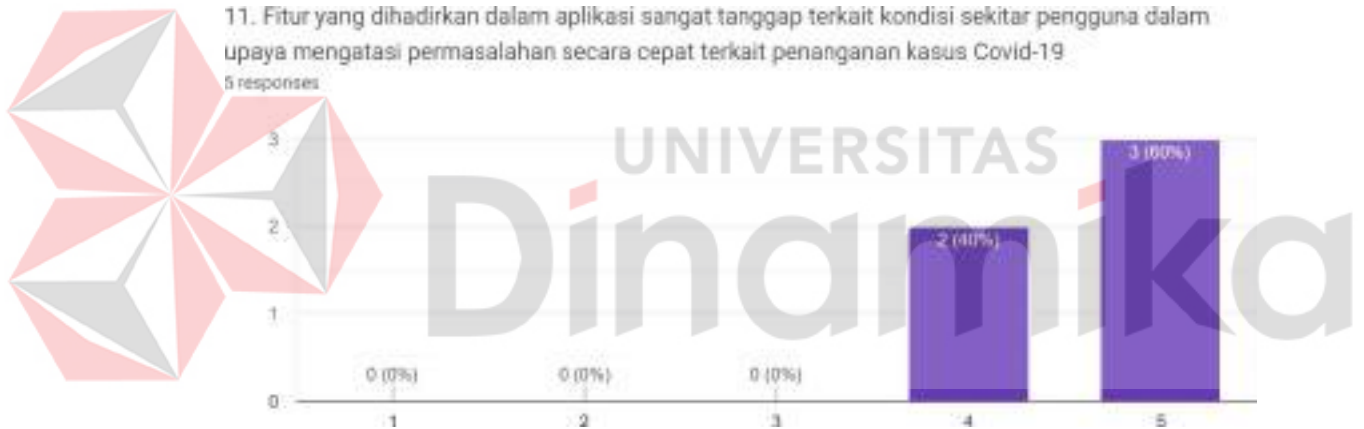 11. Fitur yang dihadirkan dalam aplikasi sangat tanggap terkait kondisi sekitar pengguna dalam
upaya mengatasi permasalahan secara cepat terkait penanganan kasus Covid-19
5 responses
UNIVERSITAS
Dinamika
3
2
1
0
0 (0%)
0 (0%)
0 (0%)
2 (40%)
3 (60%)
1
2
3
4
5